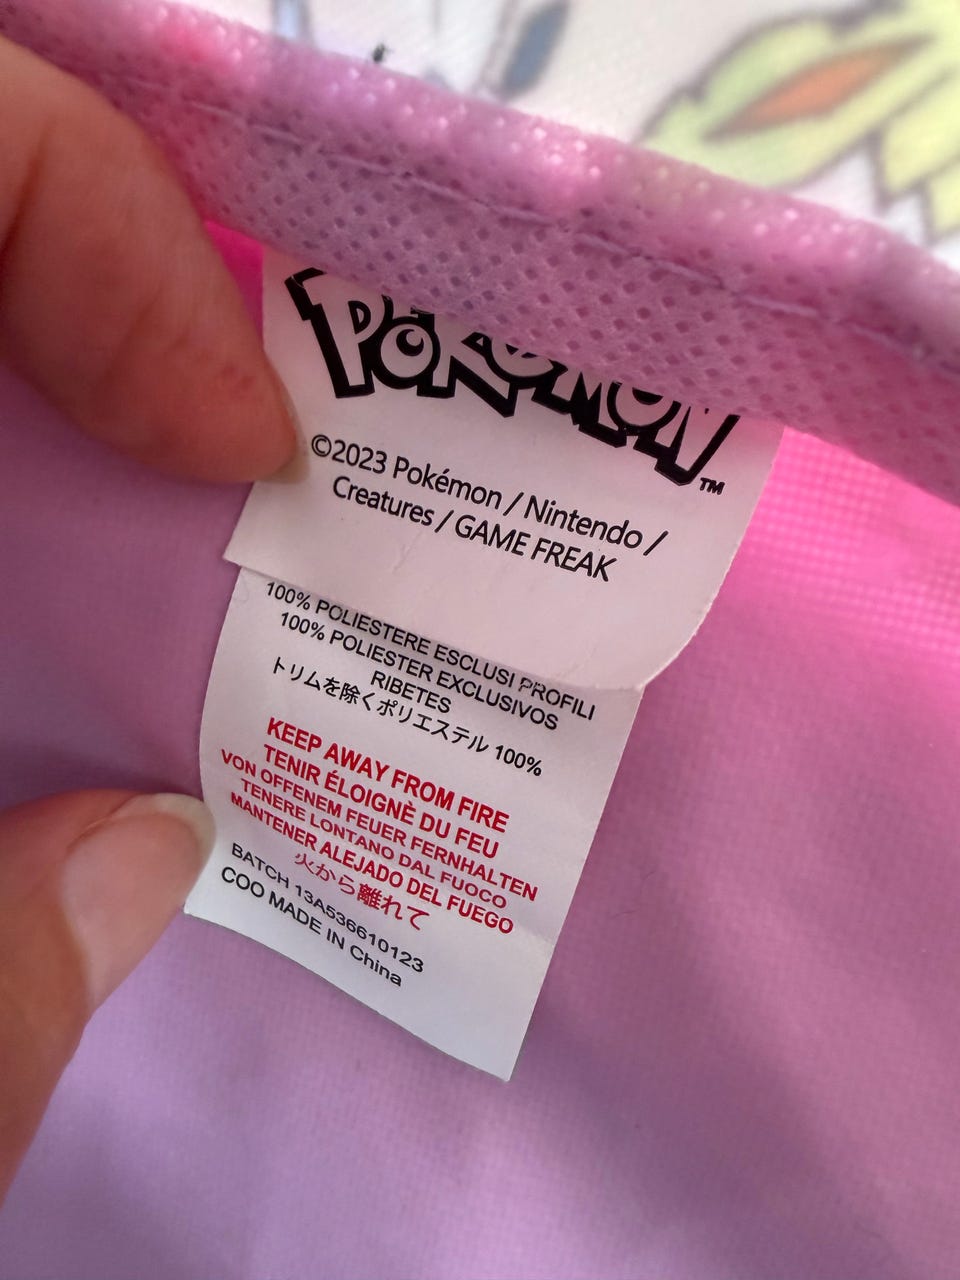 POKÉMON™
©2023 Pokémon / Nintendo /
Creatures / GAME FREAK
100% POLIESTERE ESCLUSI PROFILI
100% POLIESTER EXCLUSIVOS
RIBETES
トリムを除くポリエステル 100%
KEEP AWAY FROM FIRE
TENIR ÉLOIGNÈ DU FEU
VON OFFENEM FEUER FERNHALTEN
TENERE LONTANO DAL FUOCO
MANTENER ALEJADO DEL FUEGO
火から離れて
BATCH 13A536610123
COO MADE IN China